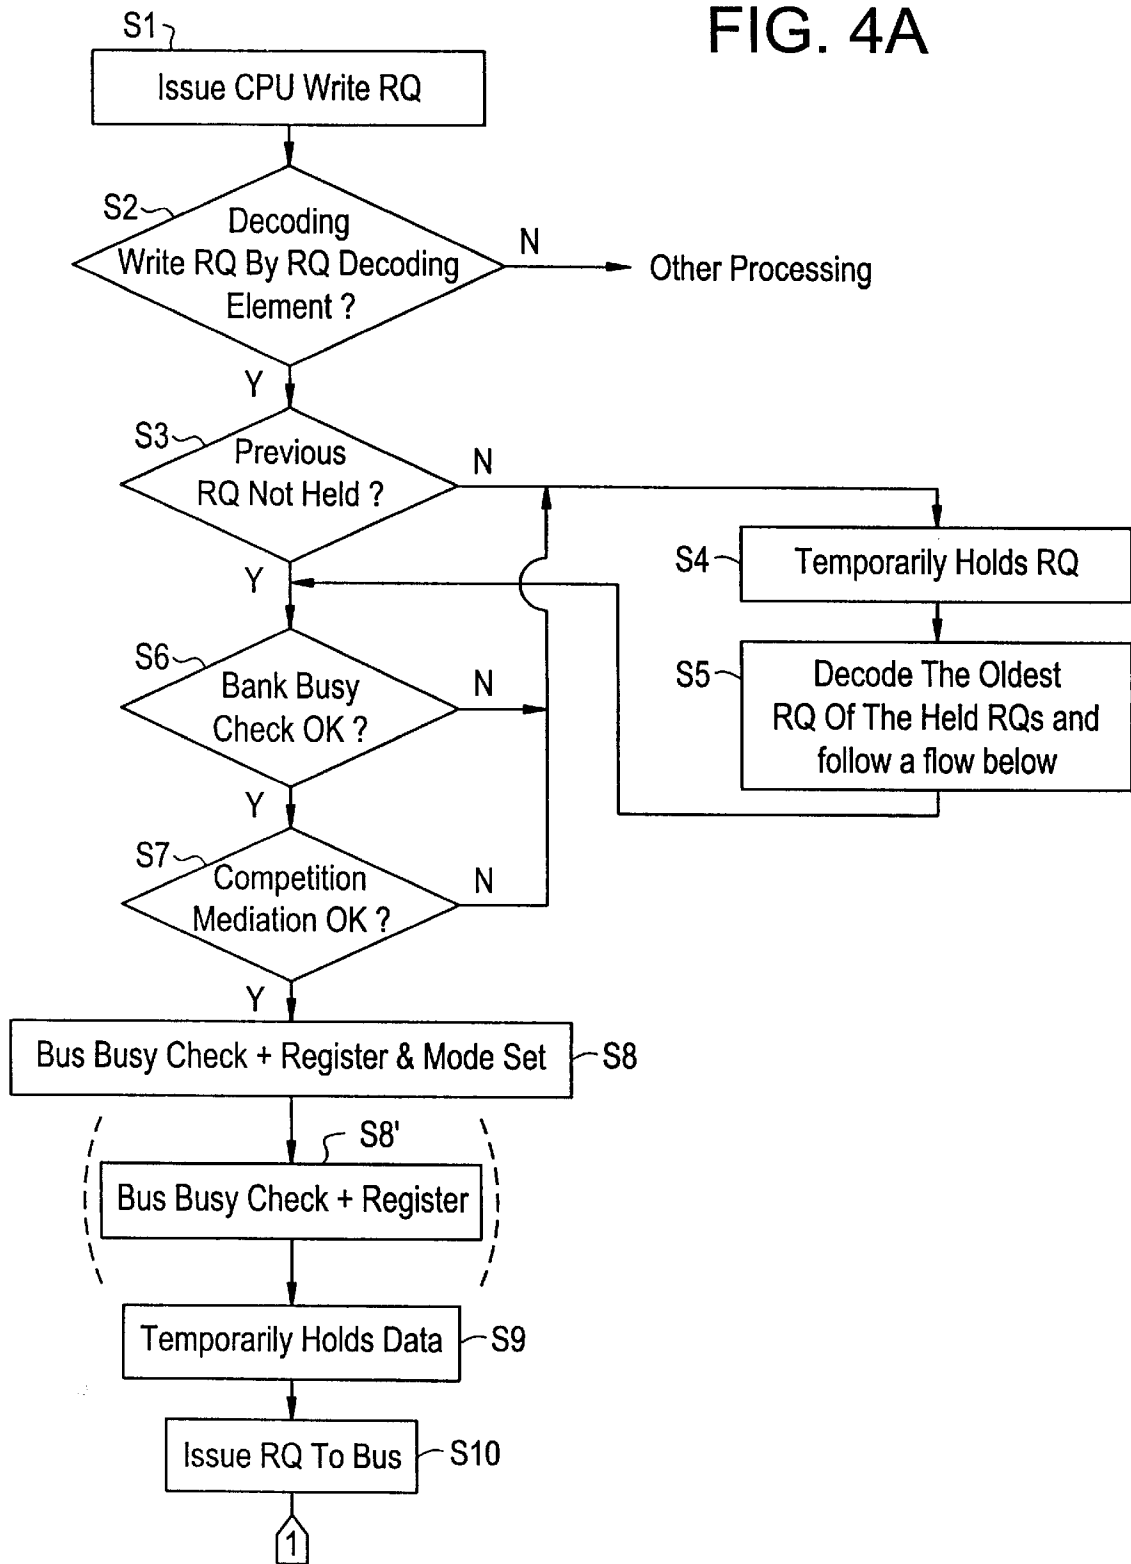 FIG. 4A
S1
Issue CPU Write RQ
S2
Decoding
Write RQ By RQ Decoding
Element ?
N
Other Processing
Y
S3
Previous
RQ Not Held ?
N
Y
S4
Temporarily Holds RQ
S5
Decode The Oldest
RQ Of The Held RQs and
follow a flow below
S6
Bank Busy
Check OK ?
N
Y
S7
Competition
Mediation OK ?
N
Y
Bus Busy Check + Register & Mode Set
S8
S8'
Bus Busy Check + Register
Temporarily Holds Data
S9
Issue RQ To Bus
S10
1